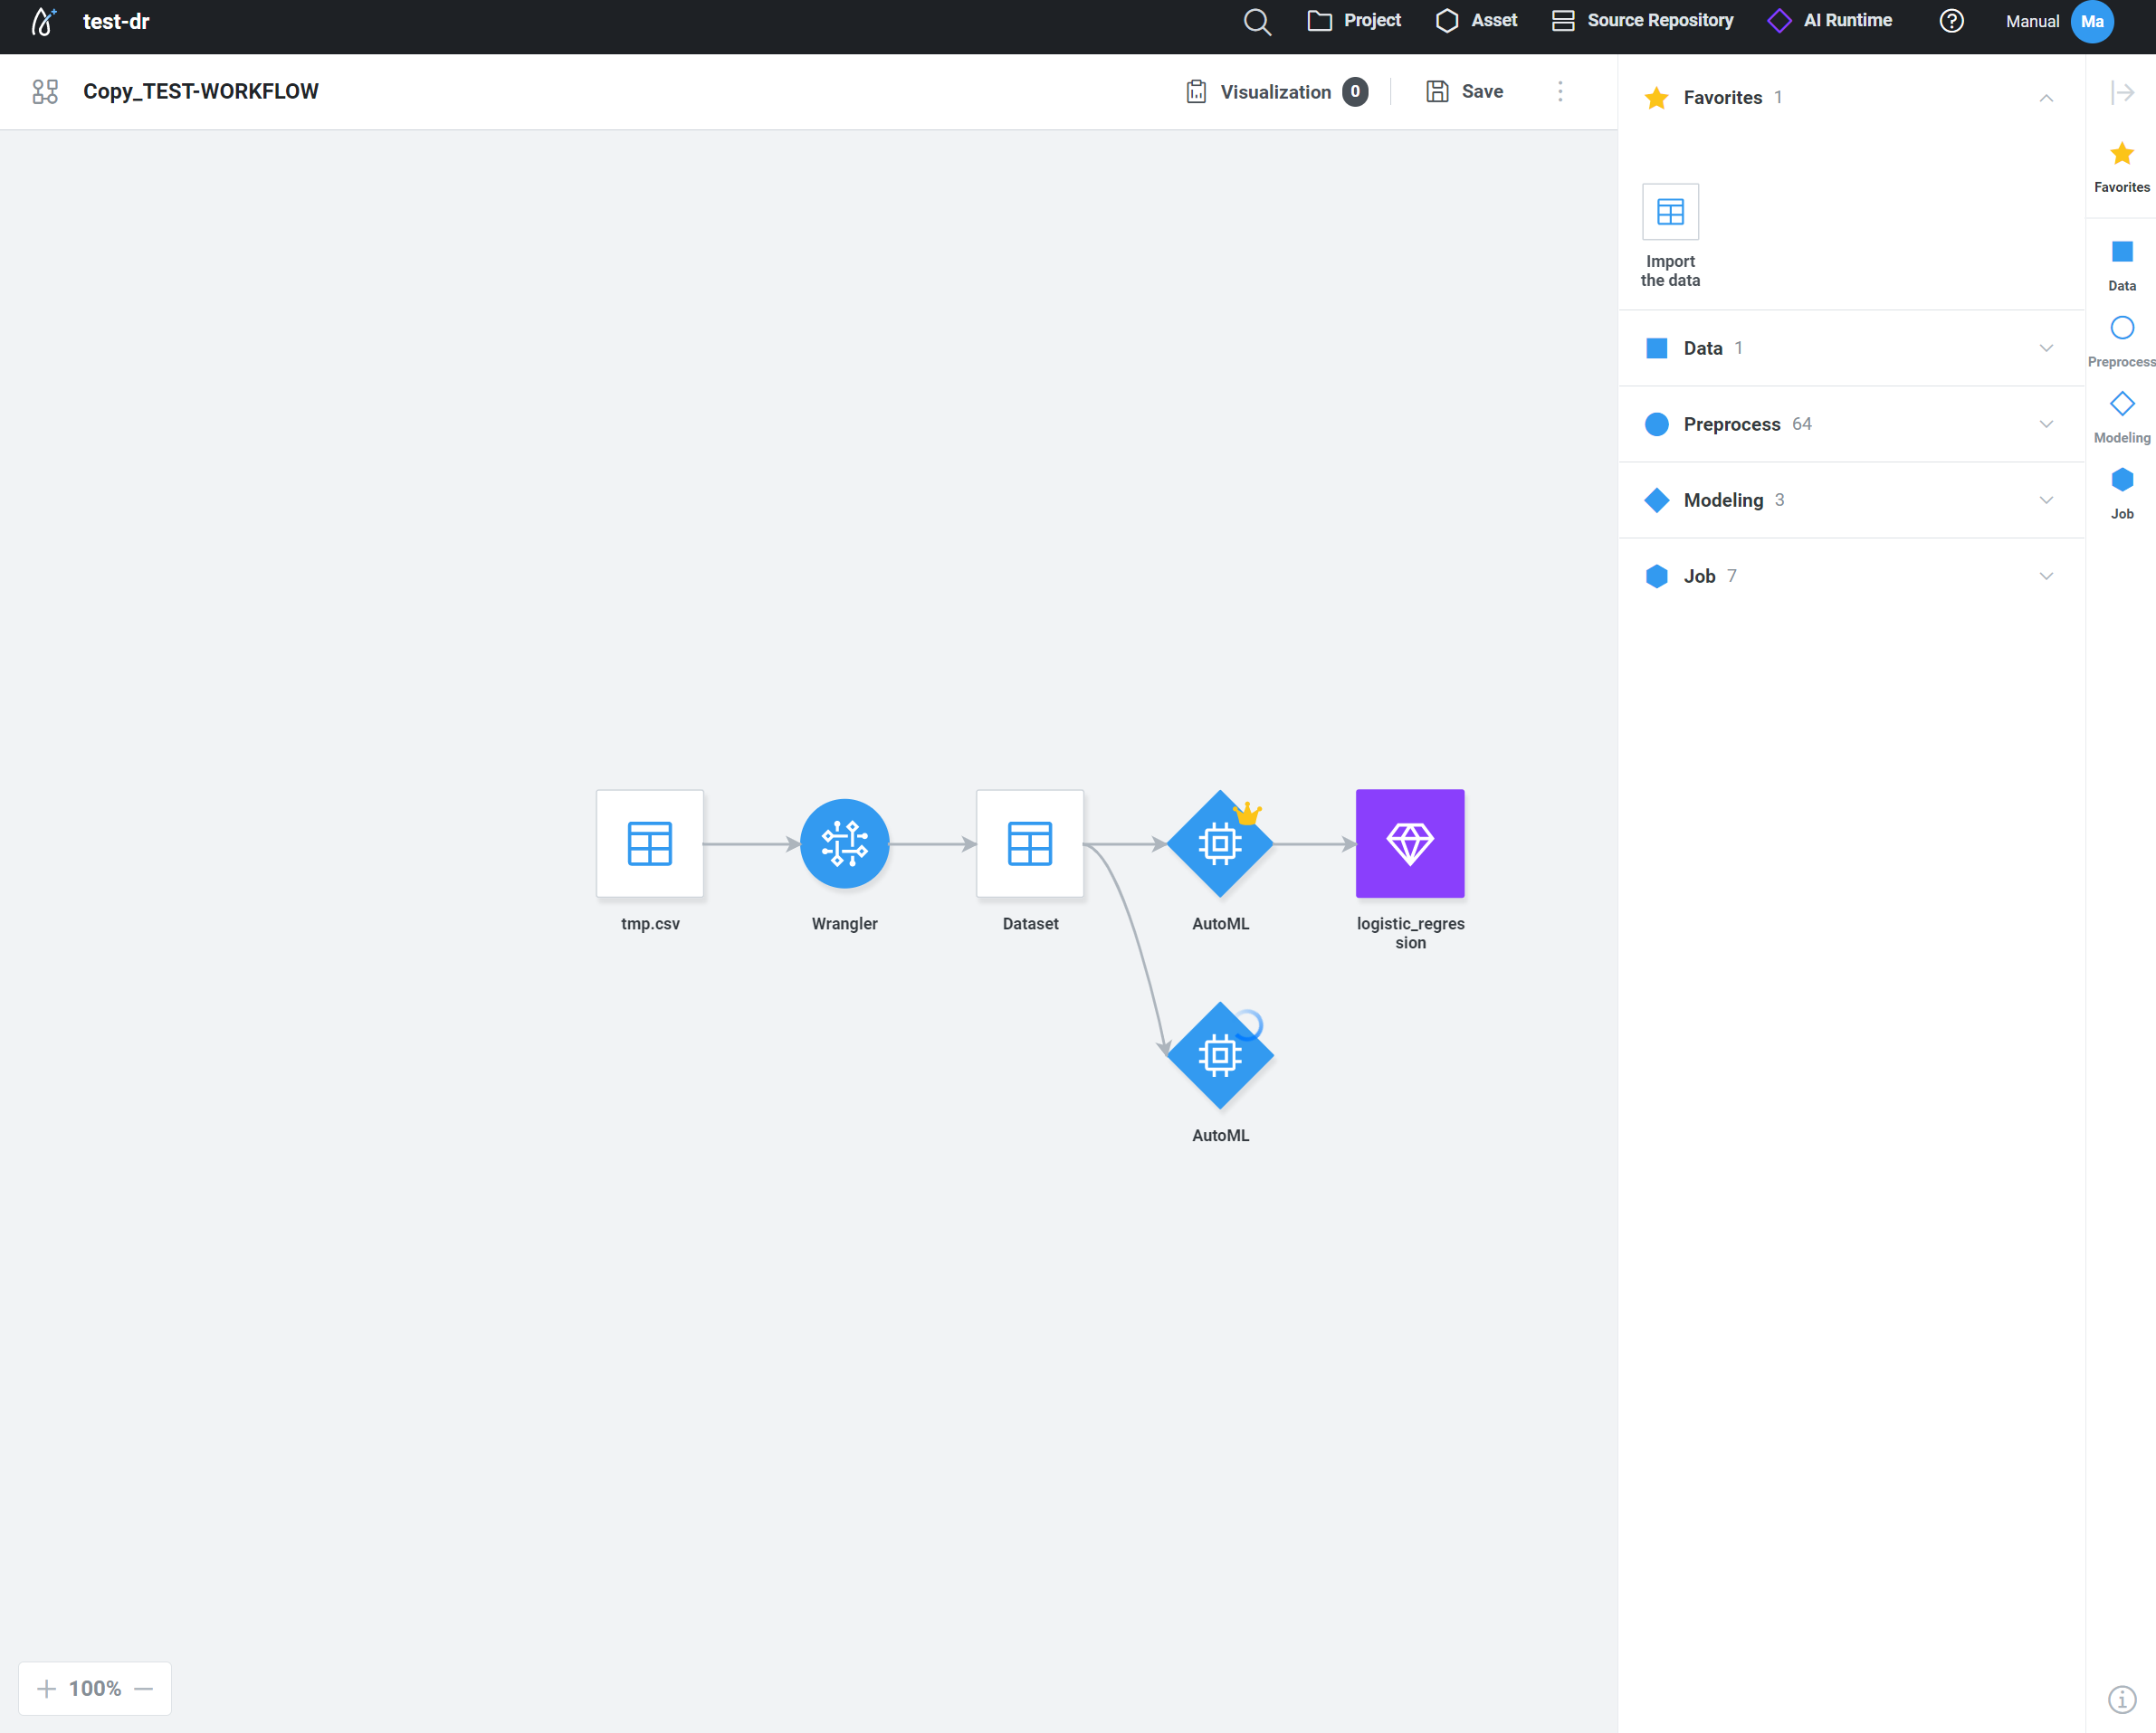 test-dr
Project
Asset
Source Repository
AI Runtime
Manual
Ma
Copy_TEST-WORKFLOW
Visualization 0
Save
Favorites 1
Import
the data
Data 1
Preprocess 64
Modeling 3
Job 7
Favorites
Data
Preprocess
Modeling
Job
tmp.csv
Wrangler
Dataset
AutoML
logistic_regres
sion
AutoML
100%